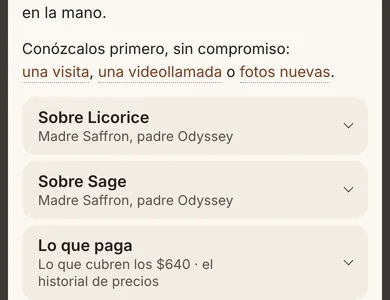 en la mano.
Conózcalos primero, sin compromiso:
una visita, una videollamada o fotos nuevas.
Sobre Licorice
Madre Saffron, padre Odyssey
Sobre Sage
Madre Saffron, padre Odyssey
Lo que paga
Lo que cubren los $640 · el
historial de precios